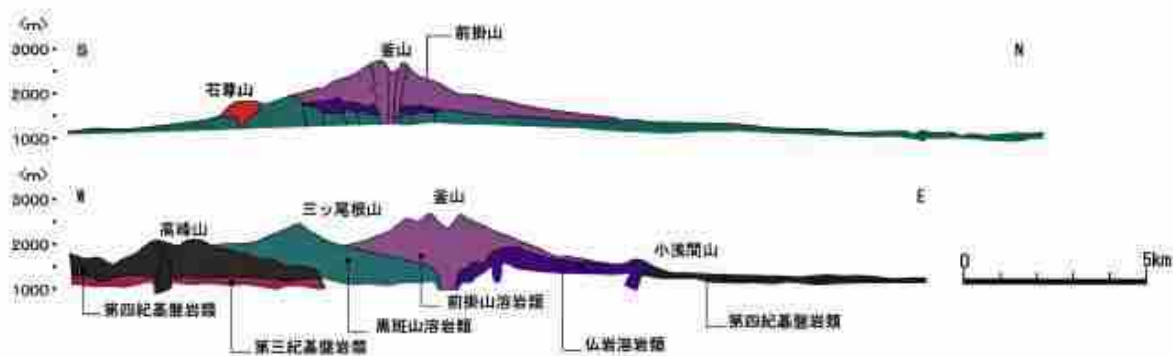 (m)
3000
2000
1000
S
N
石尊山
釜山
前掛山
(m)
3000
2000
1000
W
E
高峰山
三ッ尾根山
釜山
小浅間山
0
5km
第四紀基盤岩類
第三紀基盤岩類
黒斑山溶岩類
前掛山溶岩類
仏岩溶岩類
第四紀基盤岩類